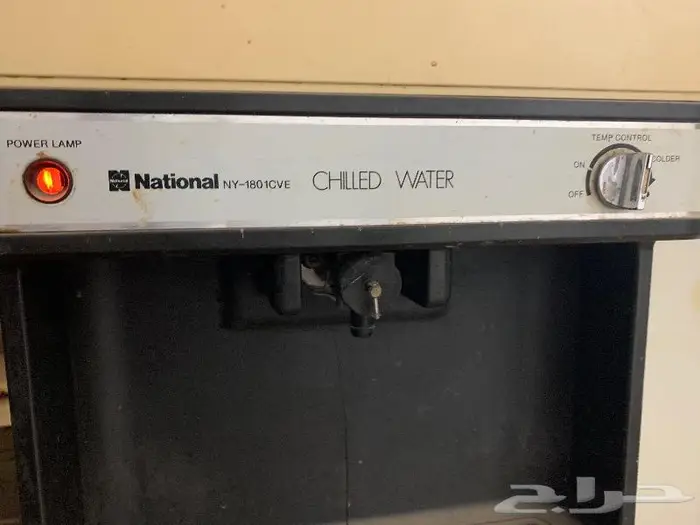 POWER LAMP
National NY-1801CVE CHILLED WATER
TEMP CONTROL
ON
COLDER
OFF
حراج